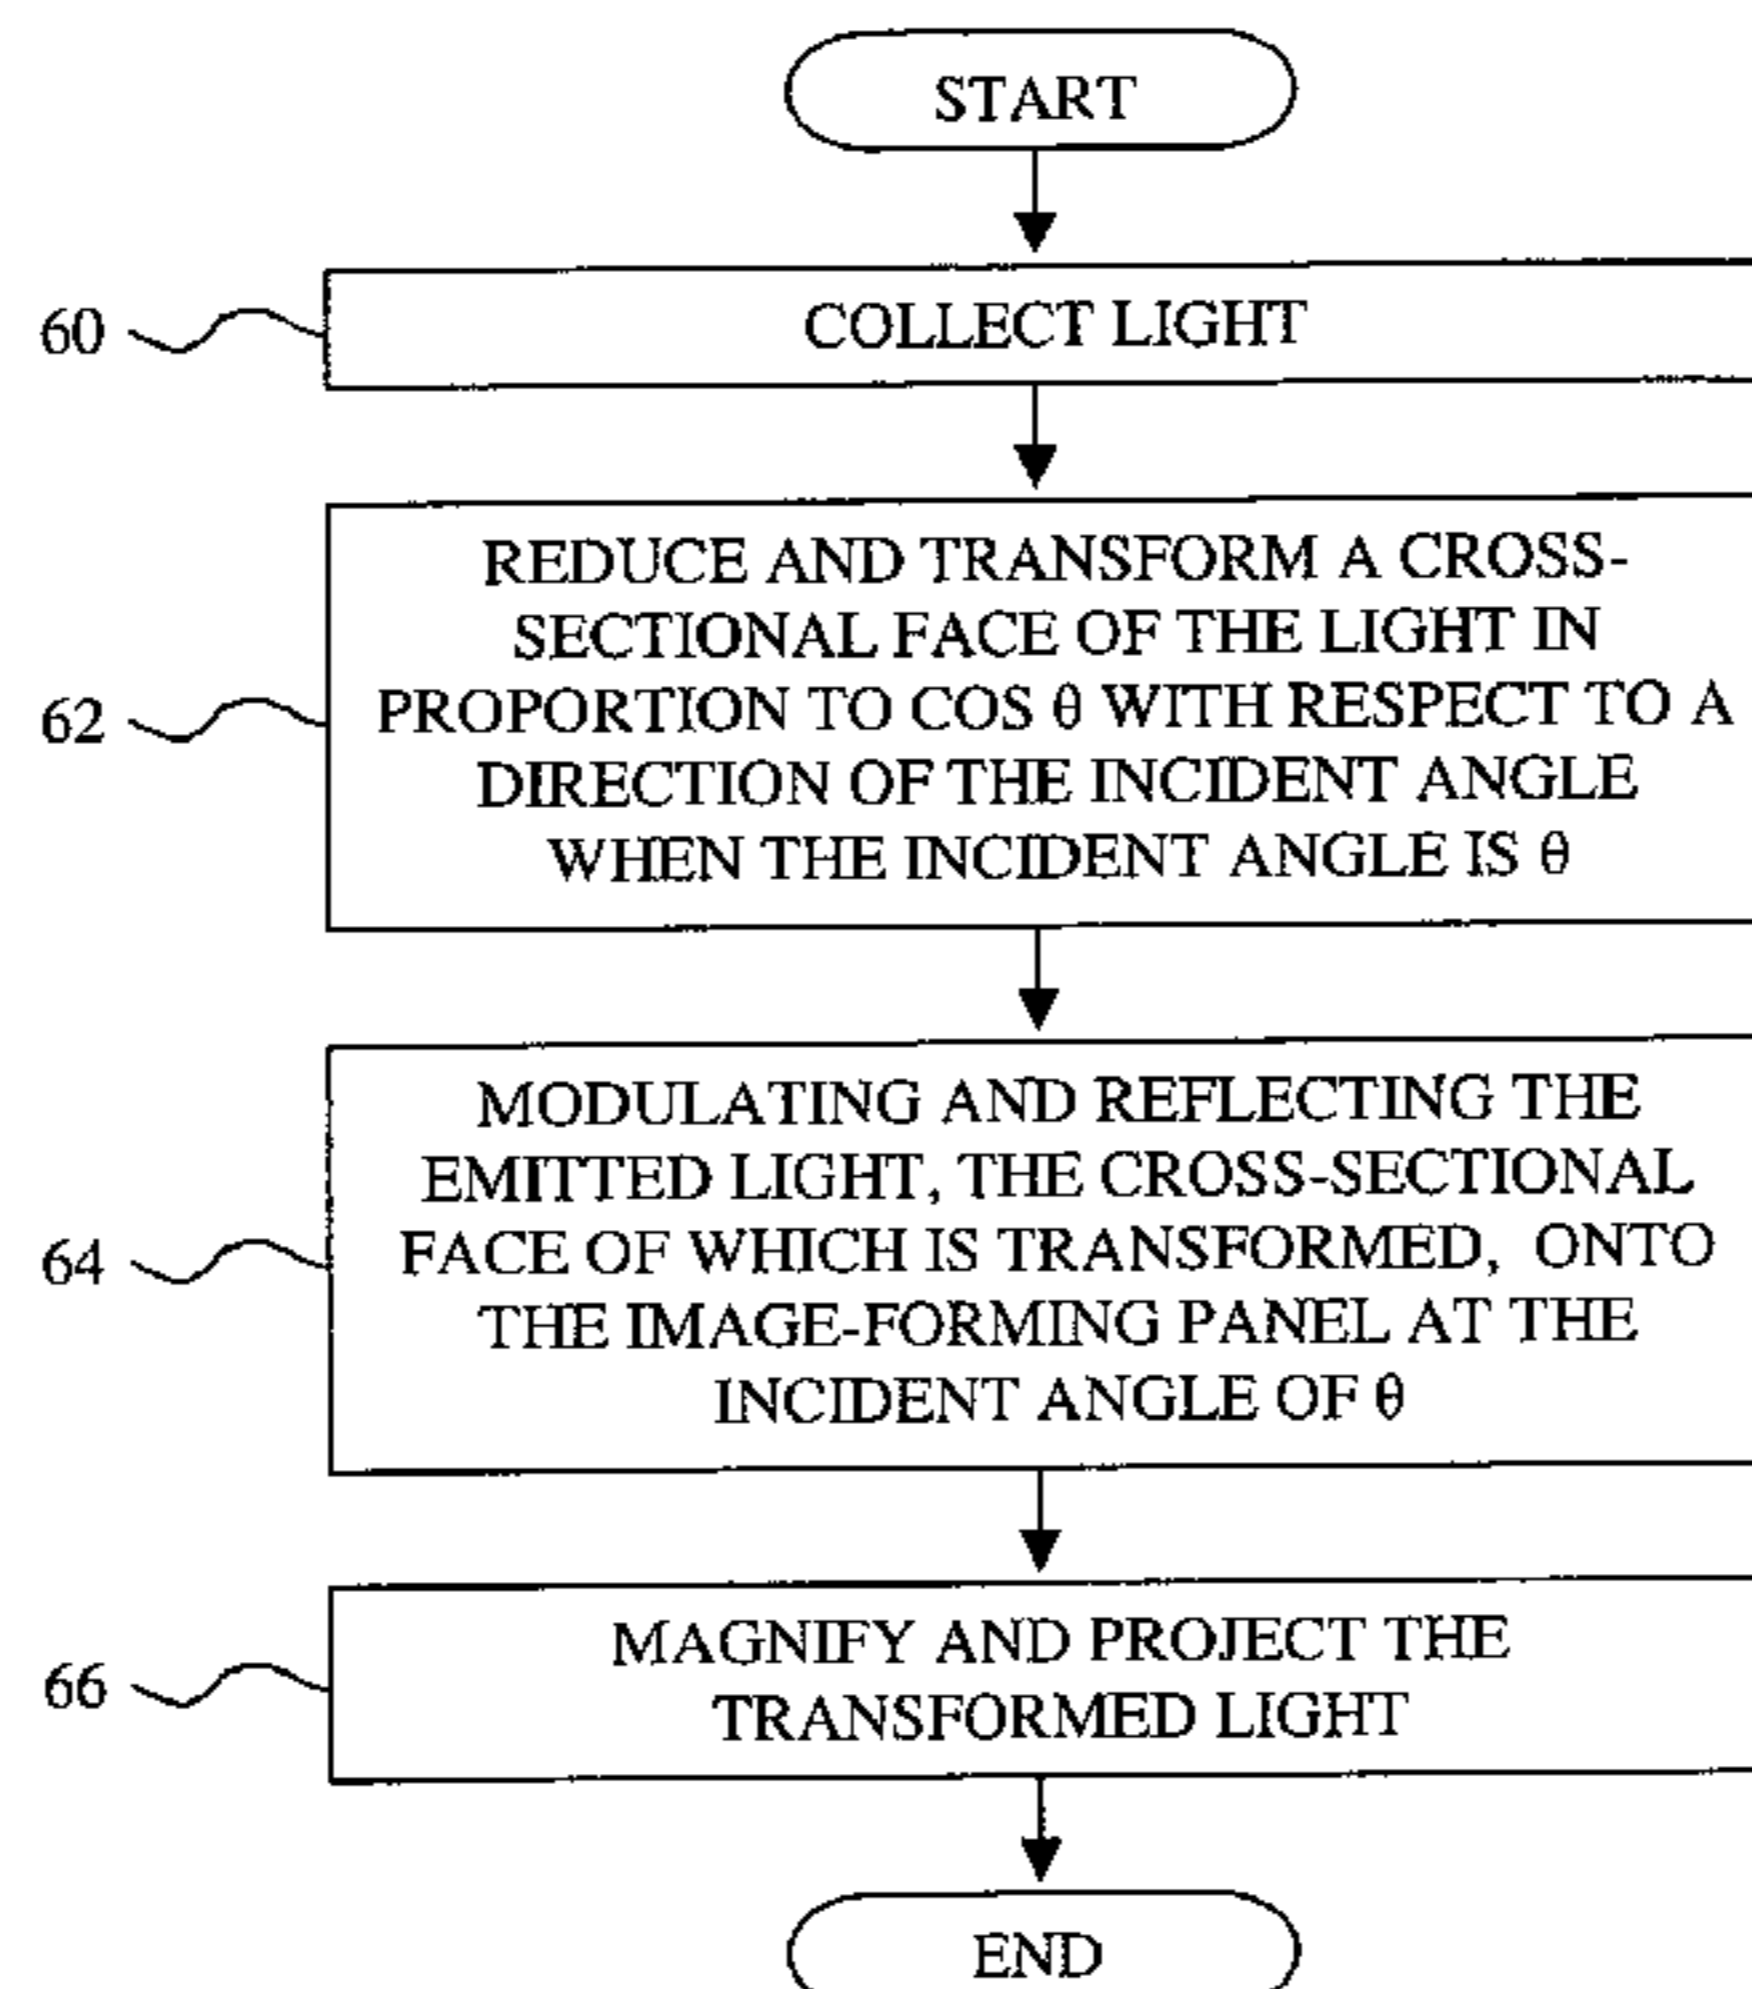 START
60
COLLECT LIGHT
62
REDUCE AND TRANSFORM A CROSS-
SECTIONAL FACE OF THE LIGHT IN
PROPORTION TO COS θ WITH RESPECT TO A
DIRECTION OF THE INCIDENT ANGLE
WHEN THE INCIDENT ANGLE IS θ
64
MODULATING AND REFLECTING THE
EMITTED LIGHT, THE CROSS-SECTIONAL
FACE OF WHICH IS TRANSFORMED, ONTO
THE IMAGE-FORMING PANEL AT THE
INCIDENT ANGLE OF θ
66
MAGNIFY AND PROJECT THE
TRANSFORMED LIGHT
END